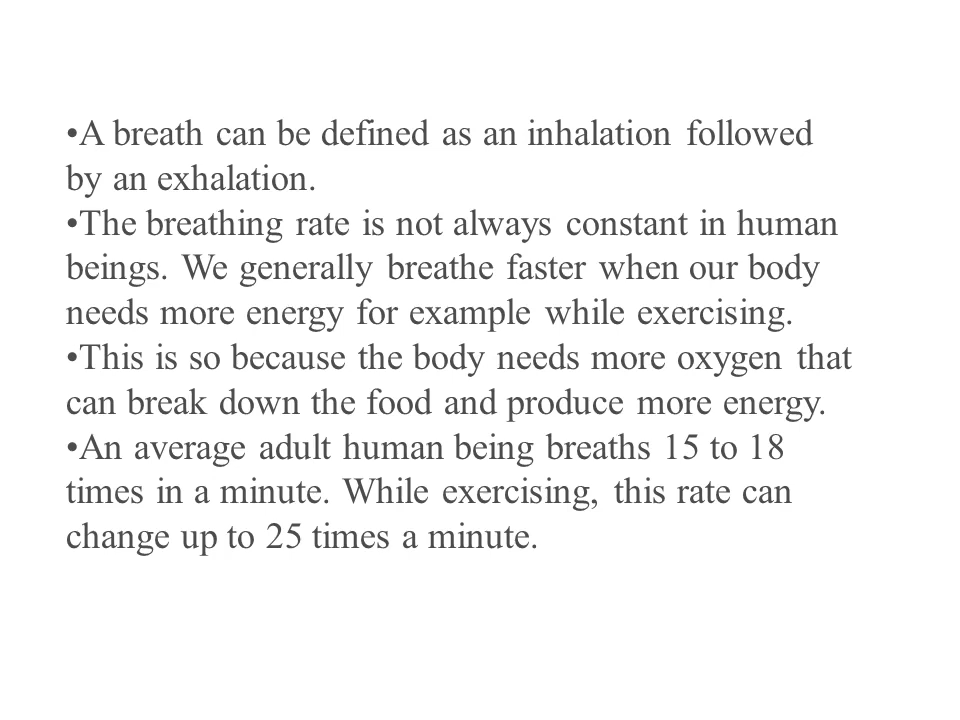 •A breath can be defined as an inhalation followed
by an exhalation.
•The breathing rate is not always constant in human
beings. We generally breathe faster when our body
needs more energy for example while exercising.
•This is so because the body needs more oxygen that
can break down the food and produce more energy.
•An average adult human being breaths 15 to 18
times in a minute. While exercising, this rate can
change up to 25 times a minute.